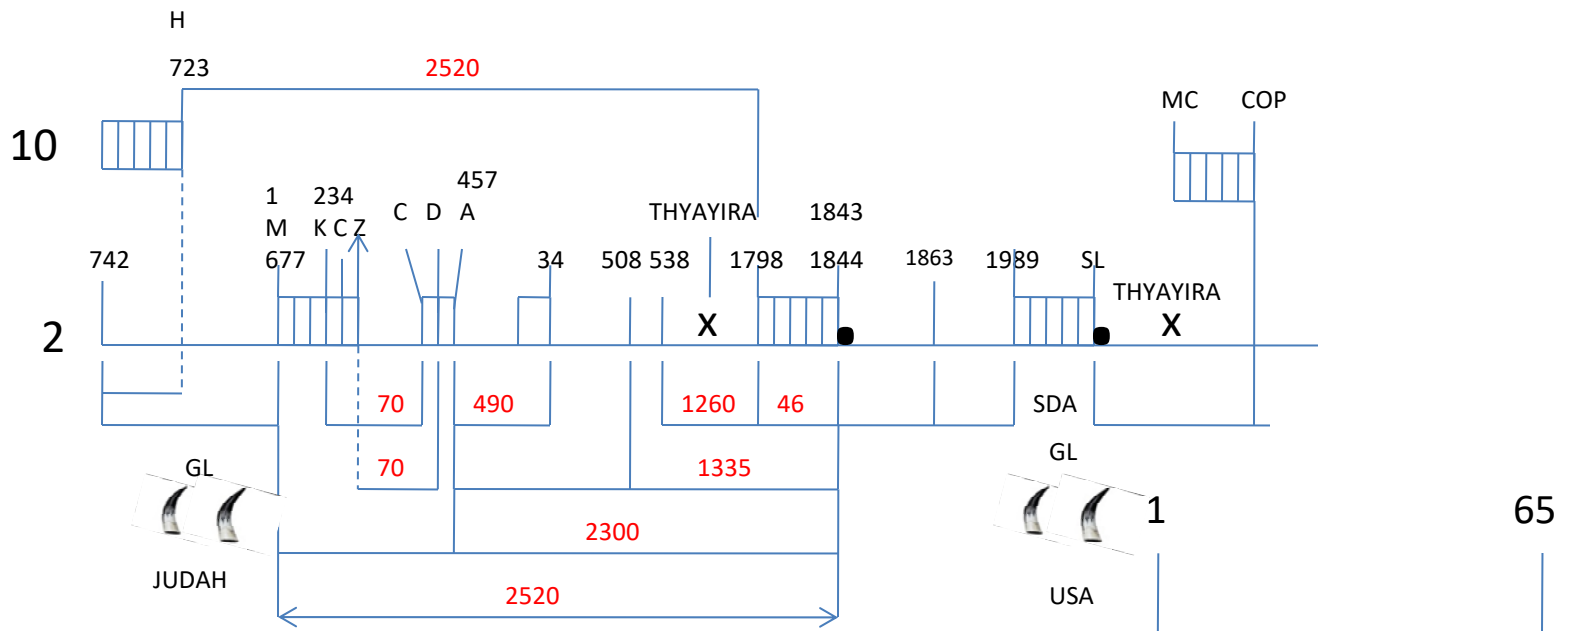 H
723 2520
MC COP
10
457
1 234
M K C Z C D A THYAYIRA 1843
742 677 34 508 538 1798 1844 1863 1989 SL
THYAYIRA
2 X X
70 490 1260 46 SDA
GL 70 1335 GL
1 65
2300
JUDAH 2520 USA